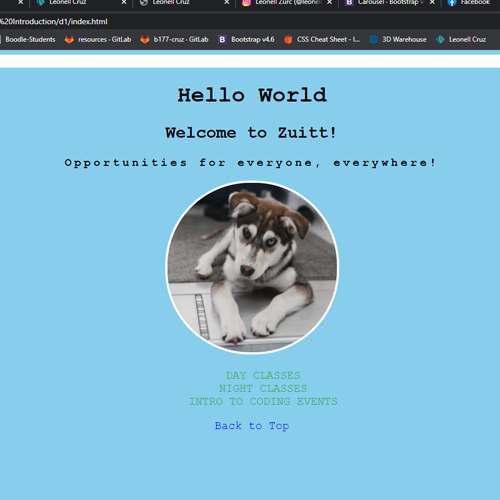 Leonell Cruz
Leonell Cruz
Leonell Zurc (@leonel
Carousel · Bootstrap v
Facebook
%20Introduction/d1/index.html
Boodle-Students
resources · GitLab
b177-cruz · GitLab
Bootstrap v4.6
CSS Cheat Sheet - I...
3D Warehouse
Leonell Cruz
Hello World
Welcome to Zuitt!
Opportunities for everyone, everywhere!
DAY CLASSES
NIGHT CLASSES
INTRO TO CODING EVENTS
Back to Top